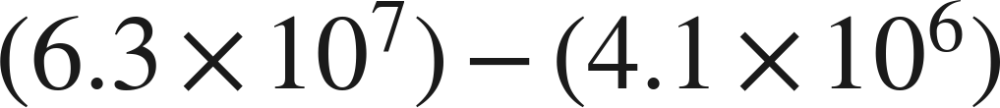 (6.3 × 10⁷) − (4.1 × 10⁶)